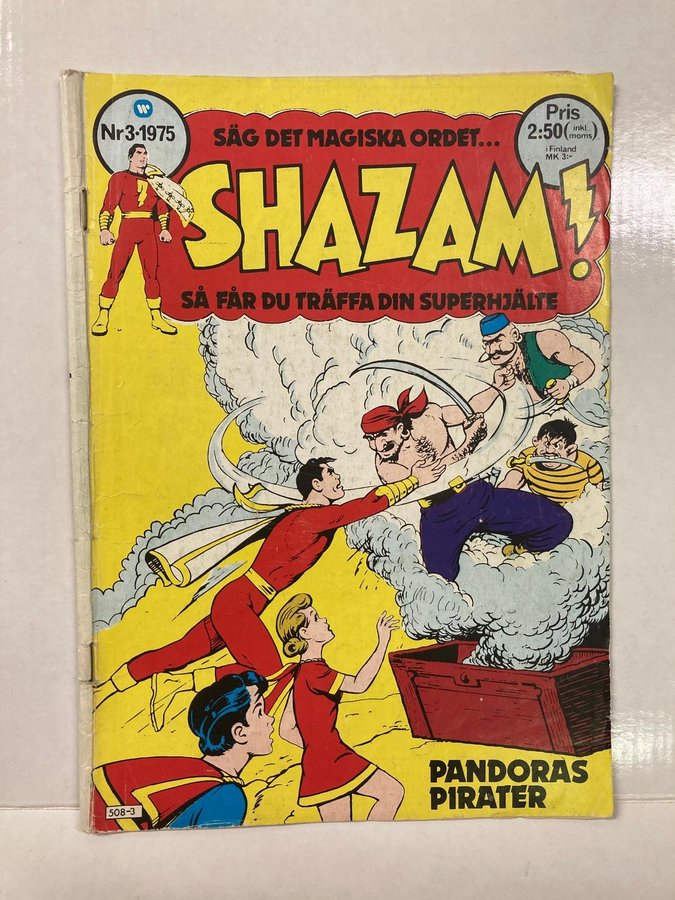 Nr 3•1975
SÄG DET MAGISKA ORDET...
Pris
2:50 (inkl. moms)
i Finland
MK 3:-
SHAZAM!
SÅ FÅR DU TRÄFFA DIN SUPERHJÄLTE
PANDORAS
PIRATER
508-3